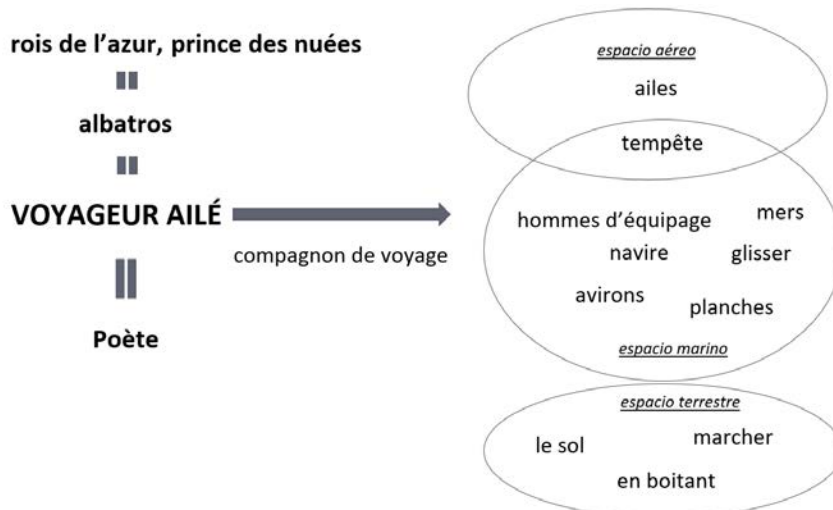 rois de l'azur, prince des nuées
albatros
VOYAGEUR AILÉ
compagnon de voyage
Poète
espacio aéreo
ailes
tempête
hommes d'équipage
mers
navire
glisser
avirons
planches
espacio marino
espacio terrestre
le sol
marcher
en boitant